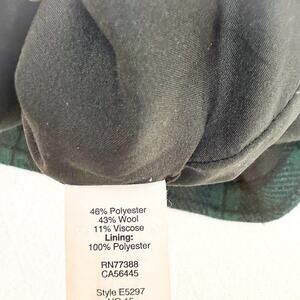 46% Polyester
43% Wool
11% Viscose
Lining:
100% Polyester
RN77388
CA56445
Style E5297